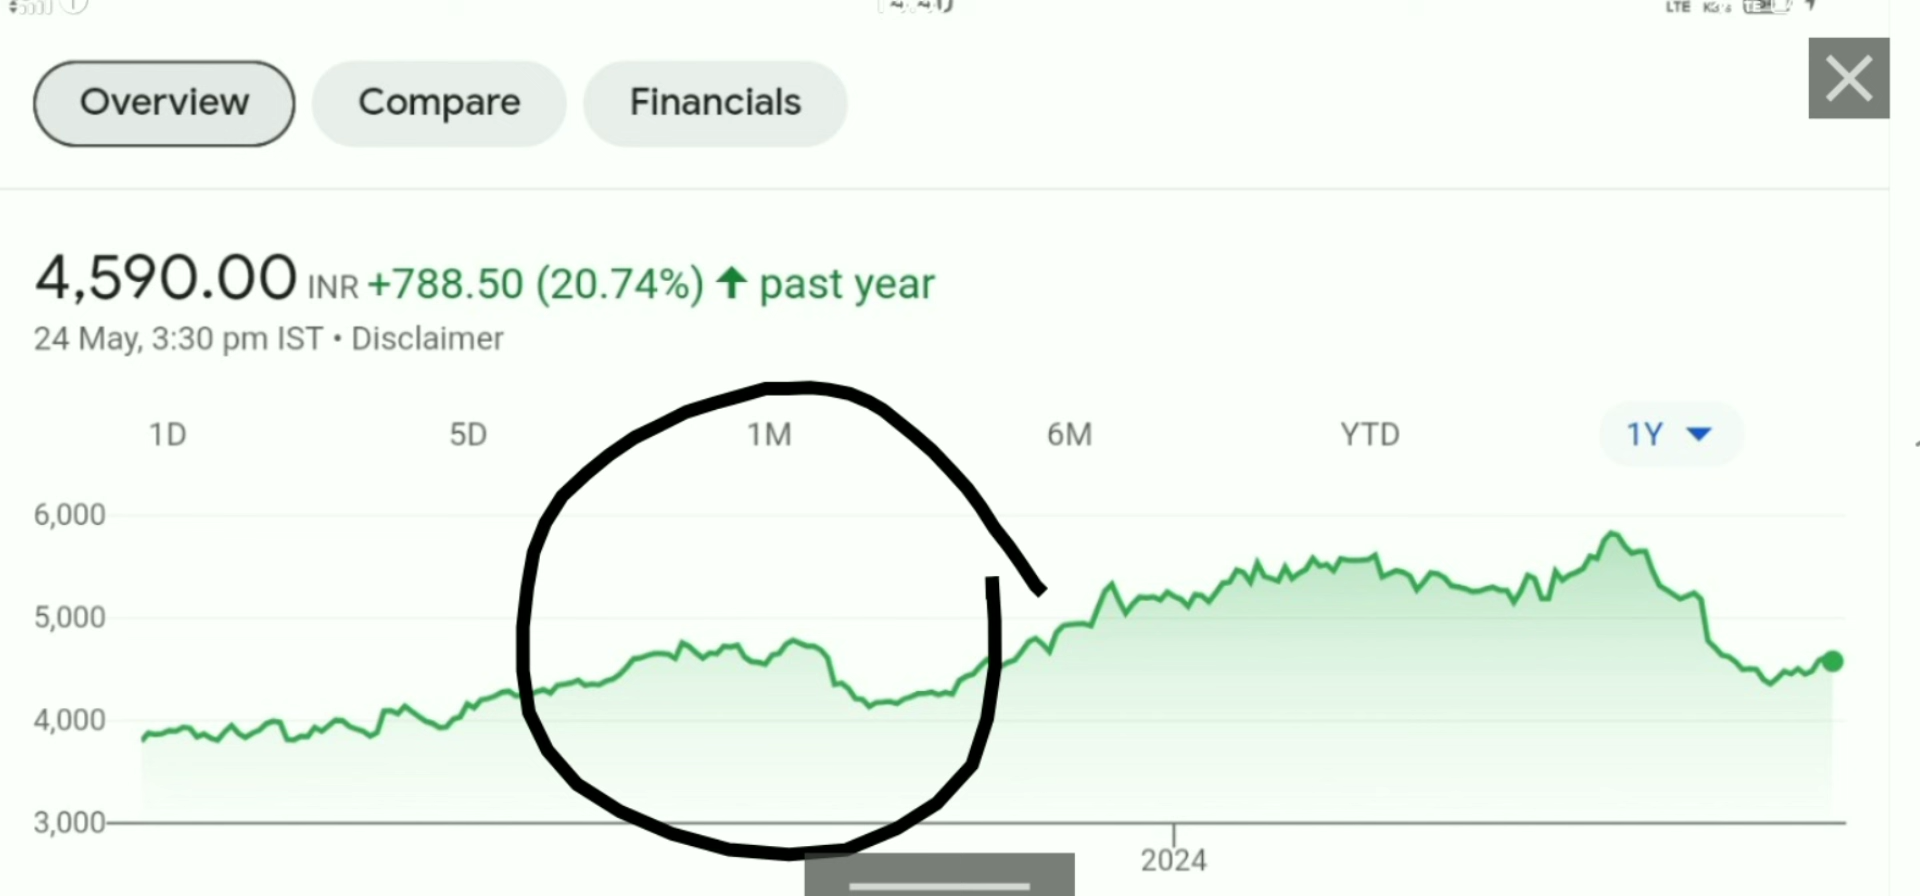 LTE
Overview Compare Financials
4,590.00 INR +788.50 (20.74%) ↑ past year
24 May, 3:30 pm IST • Disclaimer
1D 5D 1M 6M YTD 1Y
6,000
5,000
4,000
3,000
2024